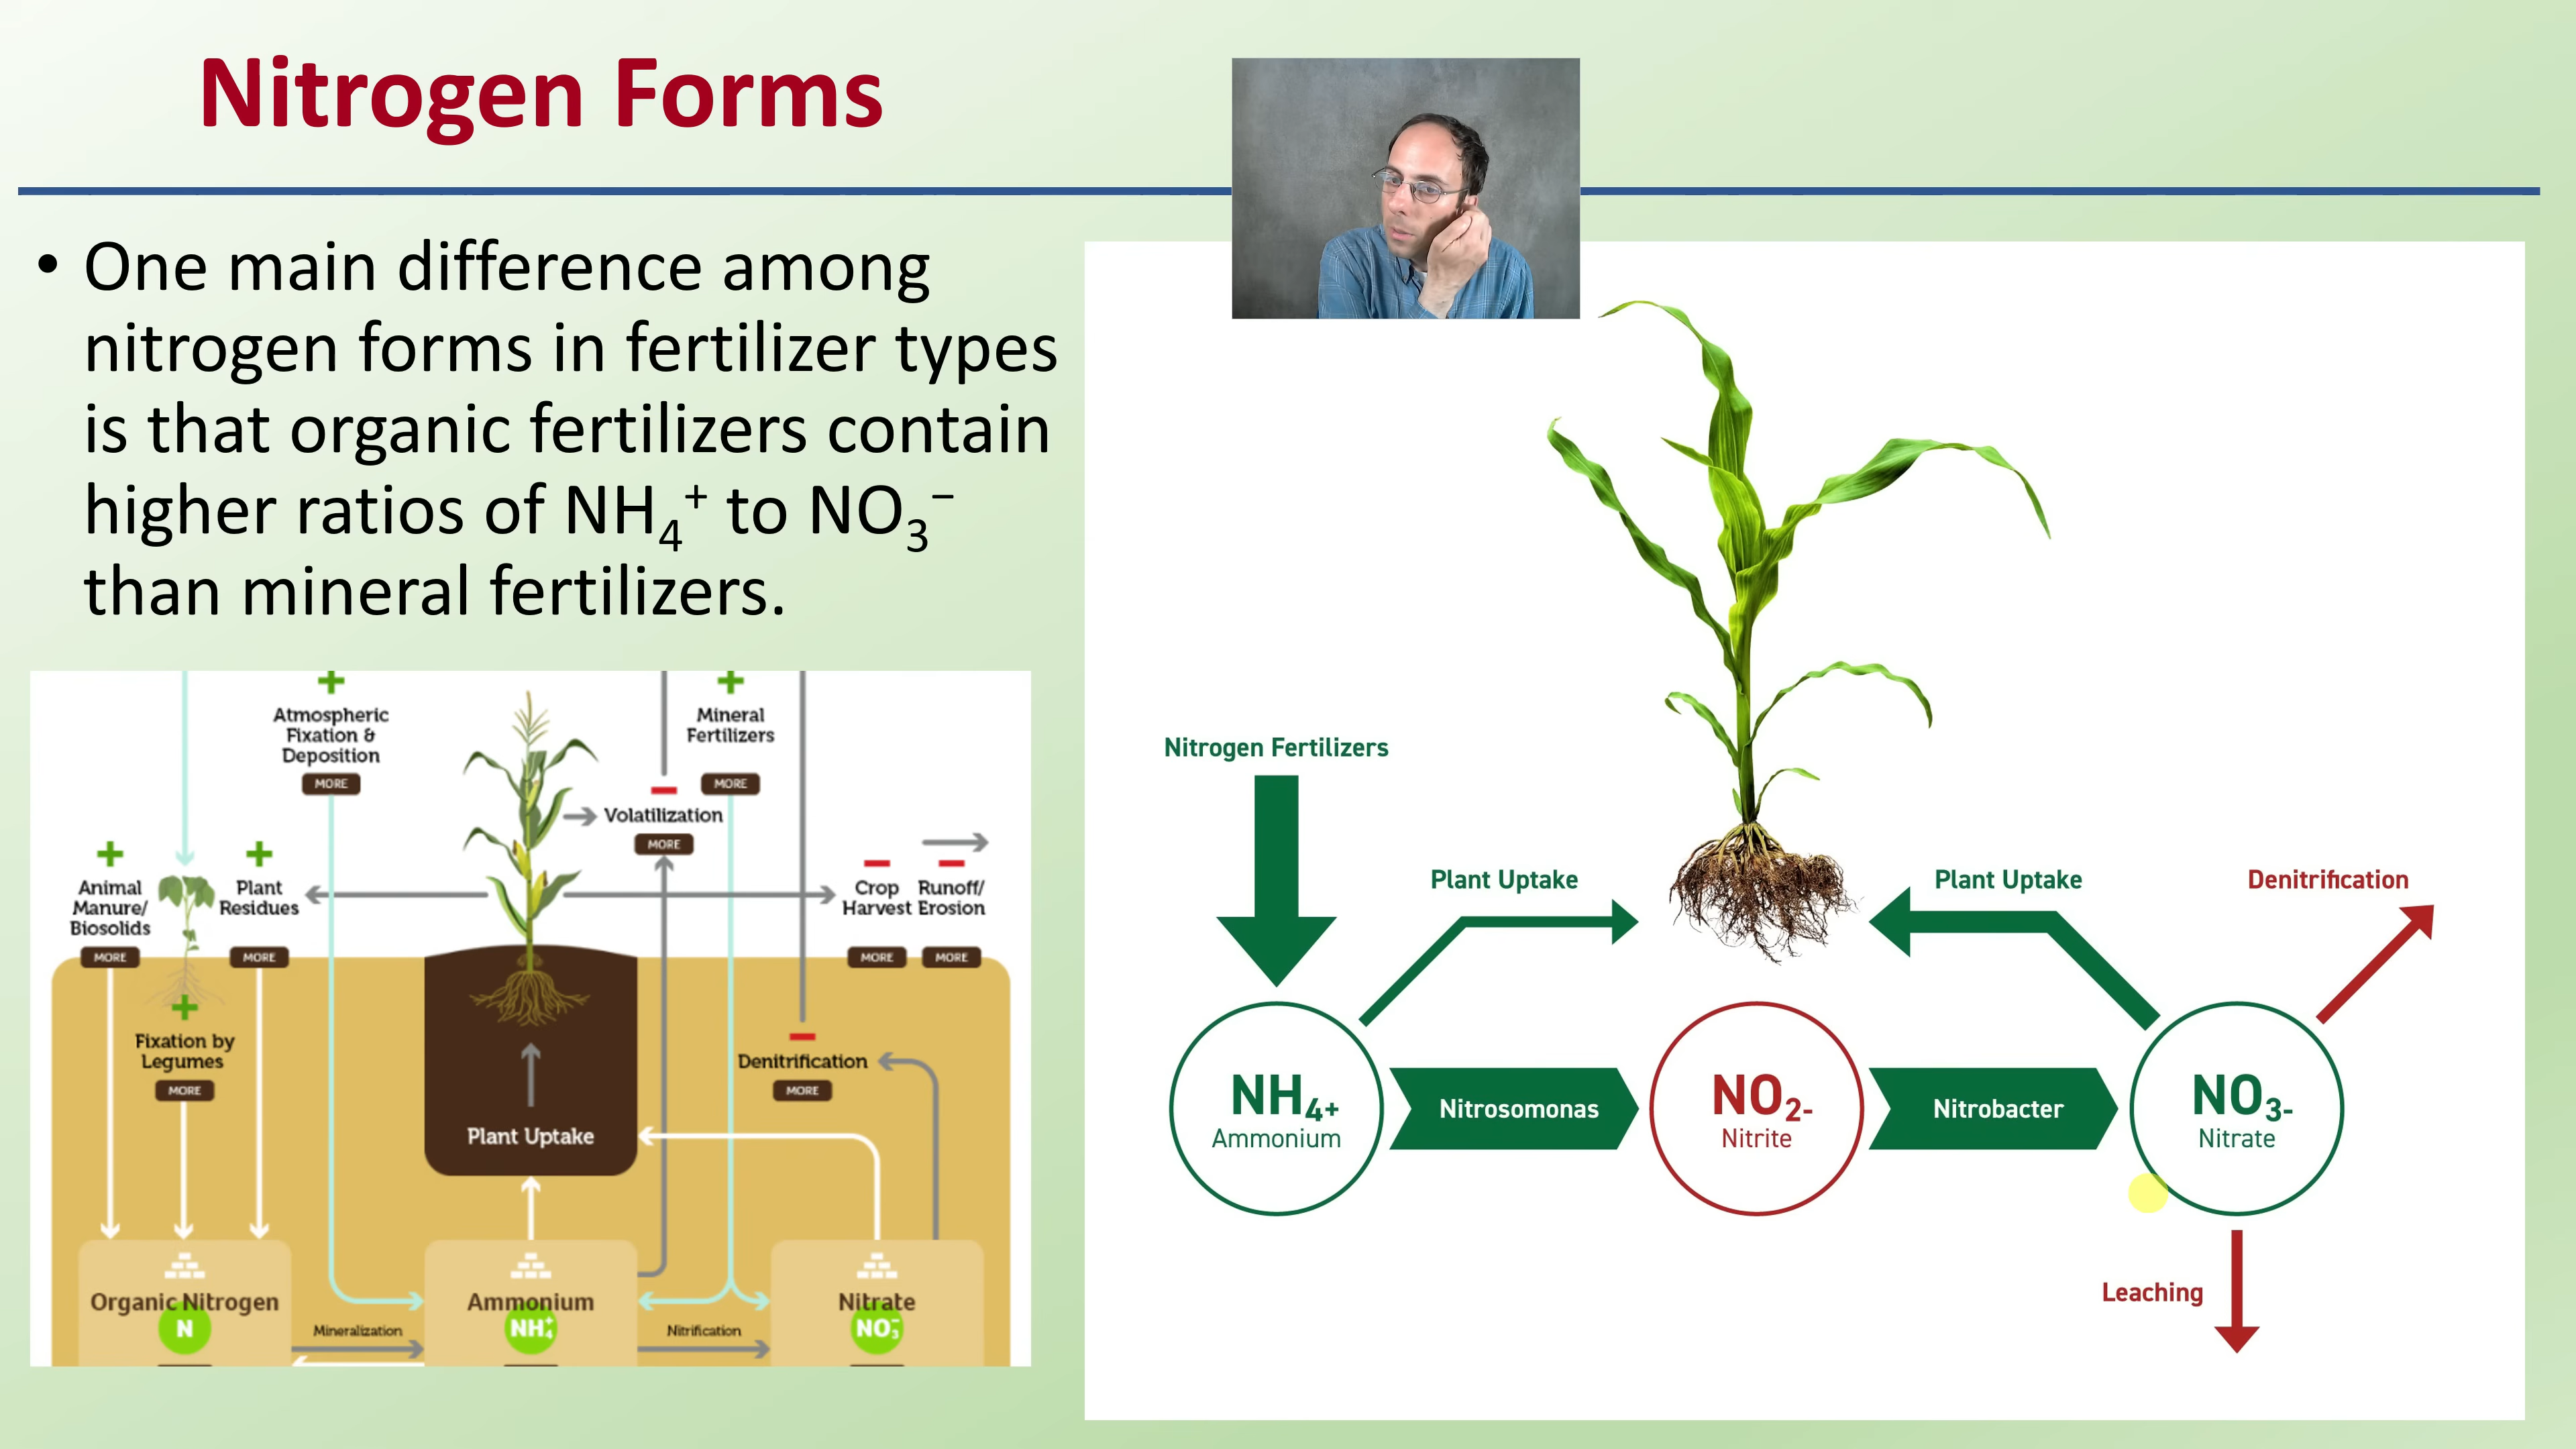 Nitrogen Forms
• One main difference among
nitrogen forms in fertilizer types
is that organic fertilizers contain
higher ratios of NH₄⁺ to NO₃⁻
than mineral fertilizers.
Atmospheric
Fixation &
Deposition
MORE
Mineral
Fertilizers
MORE
Volatilization
MORE
Animal
Manure/
Biosolids
MORE
Plant
Residues
MORE
Crop
Harvest
MORE
Runoff/
Erosion
MORE
Fixation by
Legumes
MORE
Denitrification
MORE
Plant Uptake
Organic Nitrogen
N
Mineralization
Ammonium
NH₄⁺
Nitrification
Nitrate
NO₃⁻
Nitrogen Fertilizers
Plant Uptake
Plant Uptake
Denitrification
NH₄₊
Ammonium
Nitrosomonas
NO₂₋
Nitrite
Nitrobacter
NO₃₋
Nitrate
Leaching